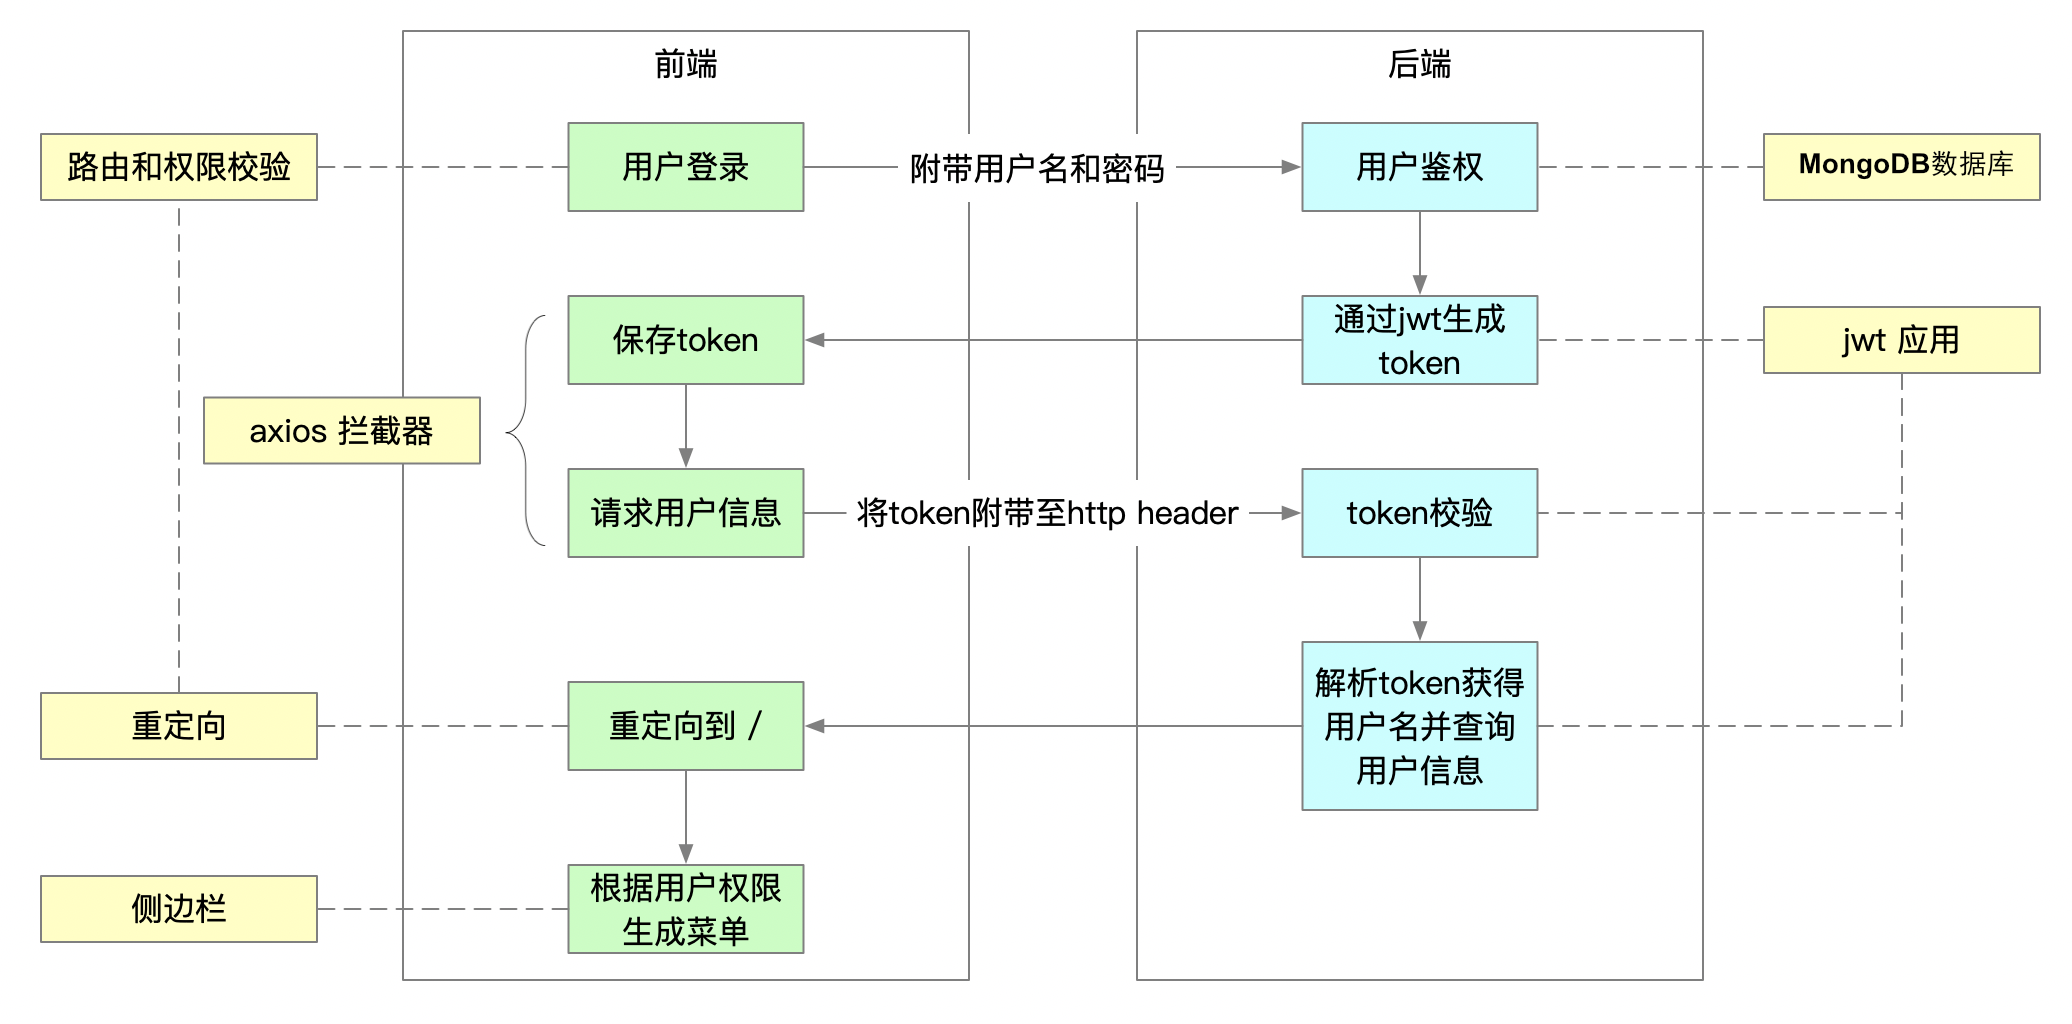 前端
后端
路由和权限校验
用户登录
附带用户名和密码
用户鉴权
MongoDB数据库
保存token
通过jwt生成
token
jwt 应用
axios 拦截器
请求用户信息
将token附带至http header
token校验
重定向
重定向到 /
解析token获得
用户名并查询
用户信息
侧边栏
根据用户权限
生成菜单